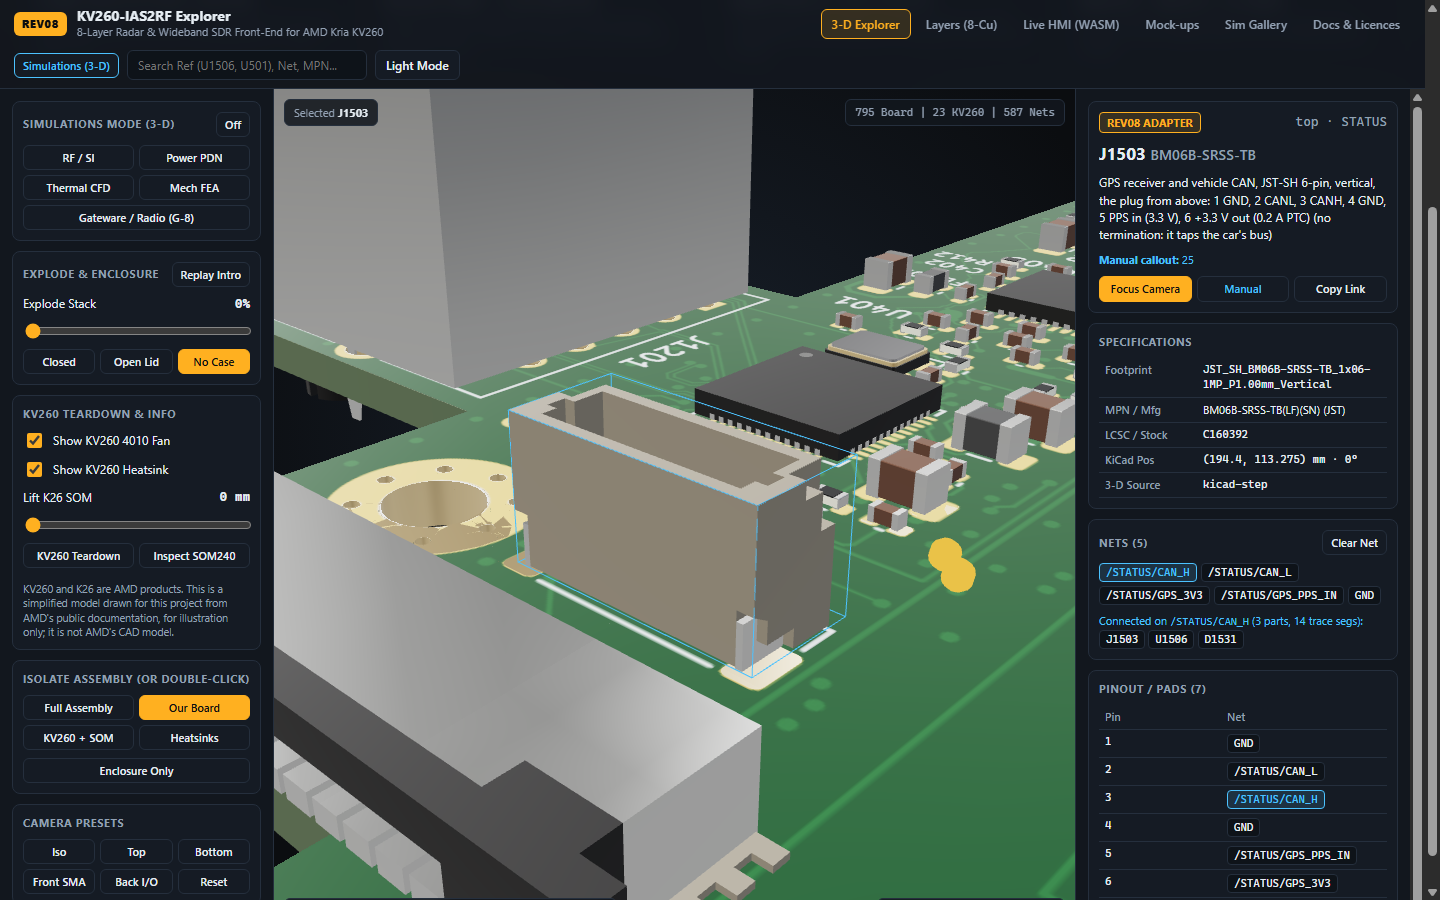 REV08
KV260-IAS2RF Explorer
8-Layer Radar & Wideband SDR Front-End for AMD Kria KV260
3-D Explorer
Layers (8-Cu)
Live HMI (WASM)
Mock-ups
Sim Gallery
Docs & Licences
Simulations (3-D)
Search Ref (U1506, U501), Net, MPN...
Light Mode
SIMULATIONS MODE (3-D)
Off
RF / SI
Power PDN
Thermal CFD
Mech FEA
Gateware / Radio (G-8)
EXPLODE & ENCLOSURE
Replay Intro
Explode Stack
0%
Closed
Open Lid
No Case
KV260 TEARDOWN & INFO
Show KV260 4010 Fan
Show KV260 Heatsink
Lift K26 SOM
0 mm
KV260 Teardown
Inspect SOM240
KV260 and K26 are AMD products. This is a
simplified model drawn for this project from
AMD's public documentation, for illustration
only; it is not AMD's CAD model.
ISOLATE ASSEMBLY (OR DOUBLE-CLICK)
Full Assembly
Our Board
KV260 + SOM
Heatsinks
Enclosure Only
CAMERA PRESETS
Iso
Top
Bottom
Front SMA
Back I/O
Reset
Selected J1503
795 Board | 23 KV260 | 587 Nets
J1201
U401
C402
R412
REV08 ADAPTER
top · STATUS
J1503 BM06B-SRSS-TB
GPS receiver and vehicle CAN, JST-SH 6-pin, vertical,
the plug from above: 1 GND, 2 CANL, 3 CANH, 4 GND,
5 PPS in (3.3 V), 6 +3.3 V out (0.2 A PTC) (no
termination: it taps the car's bus)
Manual callout: 25
Focus Camera
Manual
Copy Link
SPECIFICATIONS
Footprint
JST_SH_BM06B-SRSS-TB_1x06-
1MP_P1.00mm_Vertical
MPN / Mfg
BM06B-SRSS-TB(LF)(SN) (JST)
LCSC / Stock
C160392
KiCad Pos
(194.4, 113.275) mm · 0°
3-D Source
kicad-step
NETS (5)
Clear Net
/STATUS/CAN_H
/STATUS/CAN_L
/STATUS/GPS_3V3
/STATUS/GPS_PPS_IN
GND
Connected on /STATUS/CAN_H (3 parts, 14 trace segs):
J1503
U1506
D1531
PINOUT / PADS (7)
Pin
Net
1
GND
2
/STATUS/CAN_L
3
/STATUS/CAN_H
4
GND
5
/STATUS/GPS_PPS_IN
6
/STATUS/GPS_3V3